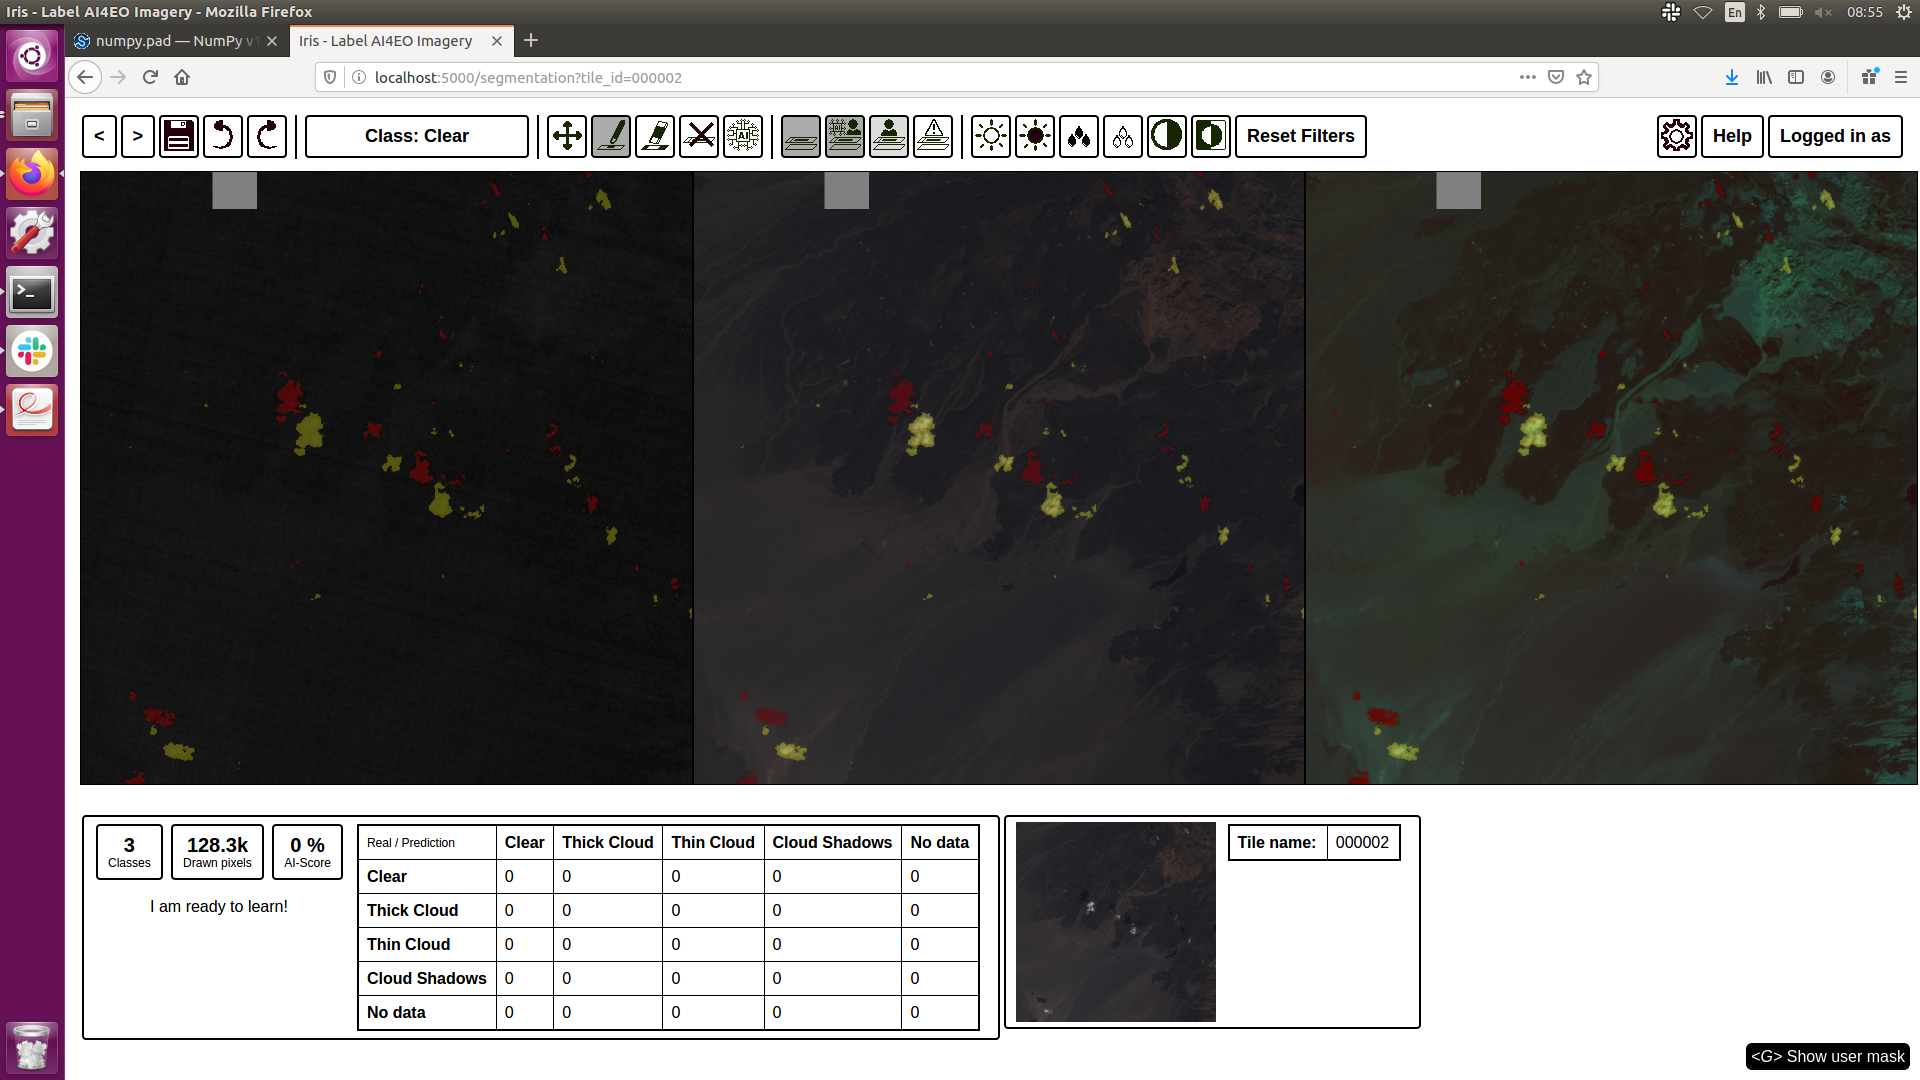 Iris - Label AI4EO Imagery - Mozilla Firefox
En
08:55
numpy.pad — NumPy v1
Iris - Label AI4EO Imagery
localhost:5000/segmentation?tile_id=000002
<
>
Class: Clear
AI
AI
Reset Filters
Help
Logged in as
3
Classes
128.3k
Drawn pixels
0 %
AI-Score
I am ready to learn!
Real / Prediction Clear Thick Cloud Thin Cloud Cloud Shadows No data
Clear 0 0 0 0 0
Thick Cloud 0 0 0 0 0
Thin Cloud 0 0 0 0 0
Cloud Shadows 0 0 0 0 0
No data 0 0 0 0 0
Tile name: 000002
<G> Show user mask